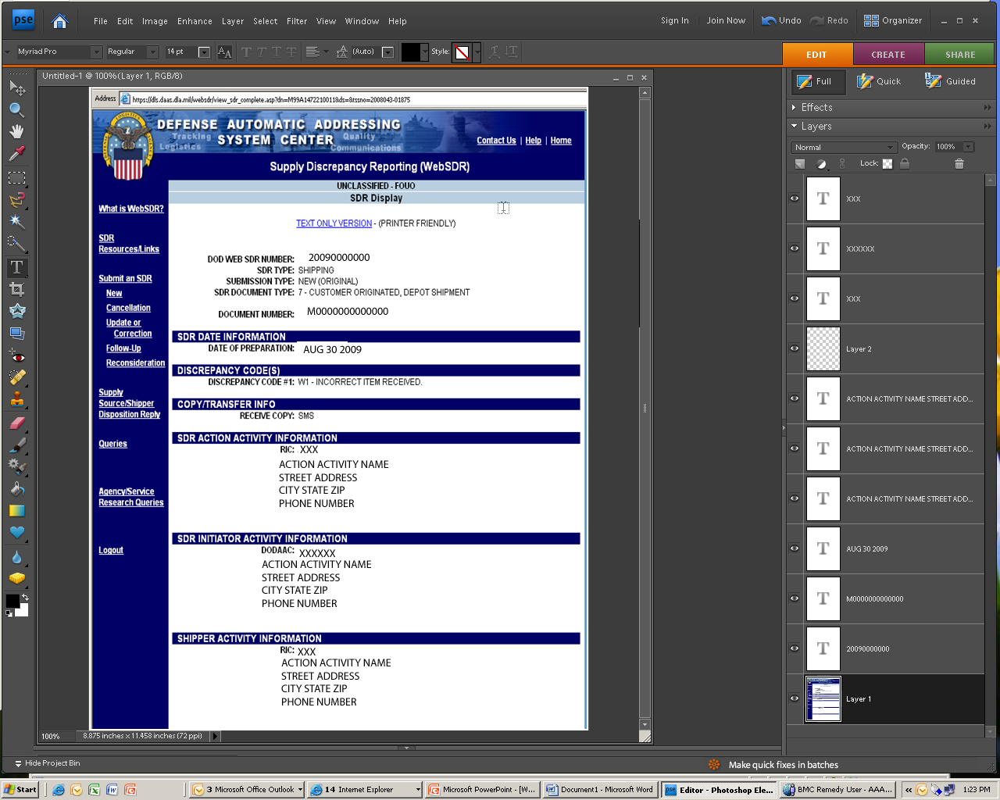 pse File Edit Image Enhance Layer Select Filter View Window Help Sign In Join Now Undo Redo Organizer
Myriad Pro Regular 14 pt (Auto) Style: EDIT CREATE SHARE
Untitled-1 @ 100% (Layer 1, RGB/8)
Full Quick Guided
Effects
Layers
Normal Opacity: 100%
Lock:
Address https://dls.daas.dla.mil/websdr/view_sdr_complete.asp?dn=M99A1472210011&ds=8&tssno=2008043-01875
DEFENSE AUTOMATIC ADDRESSING
SYSTEM CENTER
Tracking Quality
Logistics Communications
Contact Us | Help | Home
Supply Discrepancy Reporting (WebSDR)
UNCLASSIFIED - FOUO
SDR Display
TEXT ONLY VERSION - (PRINTER FRIENDLY)
What is WebSDR?
SDR
Resources/Links
Submit an SDR
New
Cancellation
Update or
Correction
Follow-Up
Reconsideration
Supply
Source/Shipper
Disposition Reply
Queries
Agency/Service
Research Queries
Logout
DOD WEB SDR NUMBER: 20090000000
SDR TYPE: SHIPPING
SUBMISSION TYPE: NEW (ORIGINAL)
SDR DOCUMENT TYPE: 7 - CUSTOMER ORIGINATED, DEPOT SHIPMENT
DOCUMENT NUMBER: M0000000000000
SDR DATE INFORMATION
DATE OF PREPARATION: AUG 30 2009
DISCREPANCY CODE(S)
DISCREPANCY CODE #1: W1 - INCORRECT ITEM RECEIVED.
COPY/TRANSFER INFO
RECEIVE COPY: SMS
SDR ACTION ACTIVITY INFORMATION
RIC: XXX
ACTION ACTIVITY NAME
STREET ADDRESS
CITY STATE ZIP
PHONE NUMBER
SDR INITIATOR ACTIVITY INFORMATION
DODAAC: XXXXXX
ACTION ACTIVITY NAME
STREET ADDRESS
CITY STATE ZIP
PHONE NUMBER
SHIPPER ACTIVITY INFORMATION
RIC: XXX
ACTION ACTIVITY NAME
STREET ADDRESS
CITY STATE ZIP
PHONE NUMBER
XXX
XXXXXX
XXX
Layer 2
ACTION ACTIVITY NAME STREET ADD...
ACTION ACTIVITY NAME STREET ADD...
ACTION ACTIVITY NAME STREET ADD...
AUG 30 2009
M0000000000000
20090000000
Layer 1
100% 8.875 inches x 11.458 inches (72 ppi)
Hide Project Bin
Make quick fixes in batches
Start 3 Microsoft Office Outlook 14 Internet Explorer Microsoft PowerPoint - [W... Document1 - Microsoft Word pse Editor - Photoshop Ele... BMC Remedy User - AAA... 1:23 PM